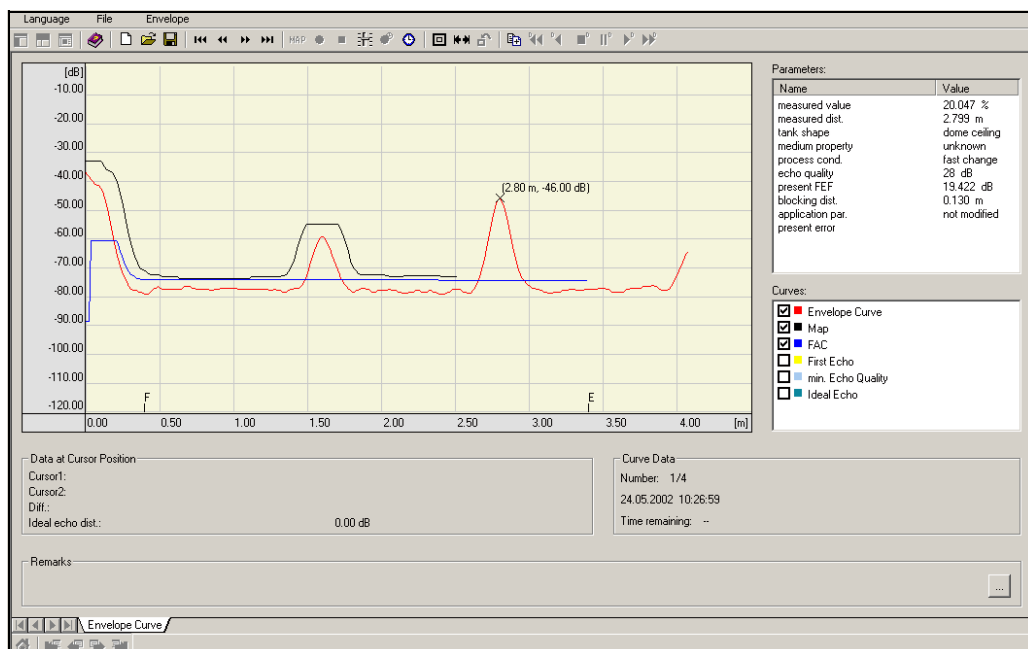 Language File Envelope
MAP
[dB]
-10.00
-20.00
-30.00
-40.00
-50.00
-60.00
-70.00
-80.00
-90.00
-100.00
-110.00
-120.00
(2.80 m, -46.00 dB)
F
E
0.00 0.50 1.00 1.50 2.00 2.50 3.00 3.50 4.00 [m]
Parameters:
Name Value
measured value 20.047 %
measured dist. 2.799 m
tank shape dome ceiling
medium property unknown
process cond. fast change
echo quality 28 dB
present FEF 19.422 dB
blocking dist. 0.130 m
application par. not modified
present error
Curves:
Envelope Curve
Map
FAC
First Echo
min. Echo Quality
Ideal Echo
Data at Cursor Position
Cursor1:
Cursor2:
Diff.:
Ideal echo dist.: 0.00 dB
Curve Data
Number: 1/4
24.05.2002 10:26:59
Time remaining: --
Remarks
...
Envelope Curve